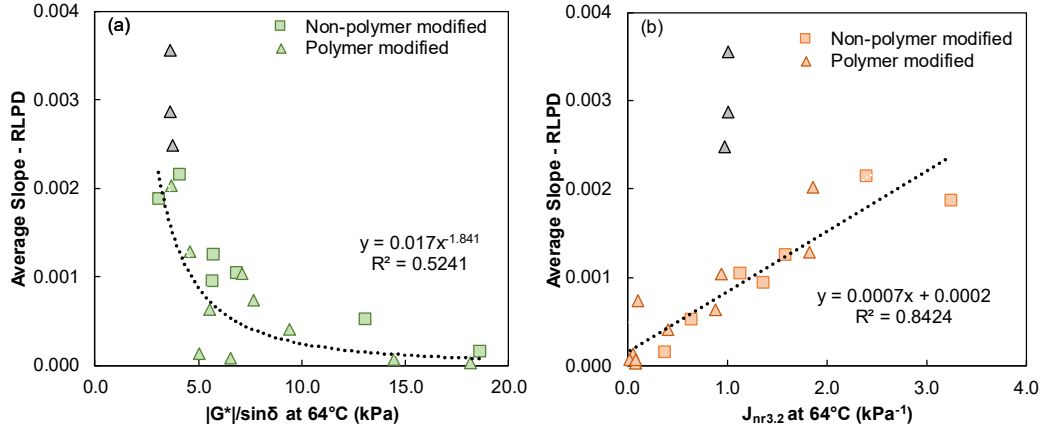 (a)
Non-polymer modified
Polymer modified
Average Slope - RLPD
0.004
0.003
0.002
0.001
0.000
y = 0.017x^-1.841
R² = 0.5241
0.0
5.0
10.0
15.0
20.0
|G*|/sinδ at 64°C (kPa)
(b)
Non-polymer modified
Polymer modified
Average Slope - RLPD
0.004
0.003
0.002
0.001
0.000
y = 0.0007x + 0.0002
R² = 0.8424
0.0
1.0
2.0
3.0
4.0
Jnr3.2 at 64°C (kPa⁻¹)